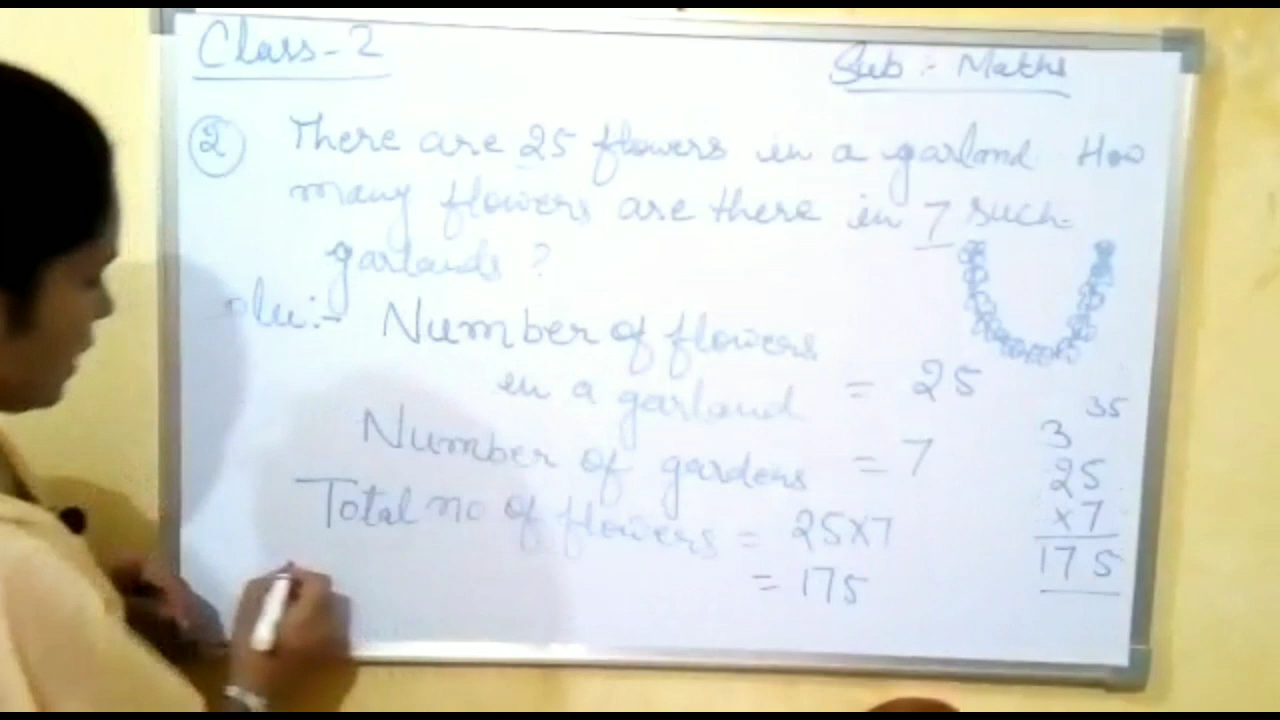 Class-2
Sub:- Maths
2 There are 25 flowers in a garland. How
many flowers are there in 7 such
garlands?
olu:- Number of flowers
in a garland = 25
Number of gardens = 7
Total no of flowers = 25x7
= 175
35
3
25
x7
175